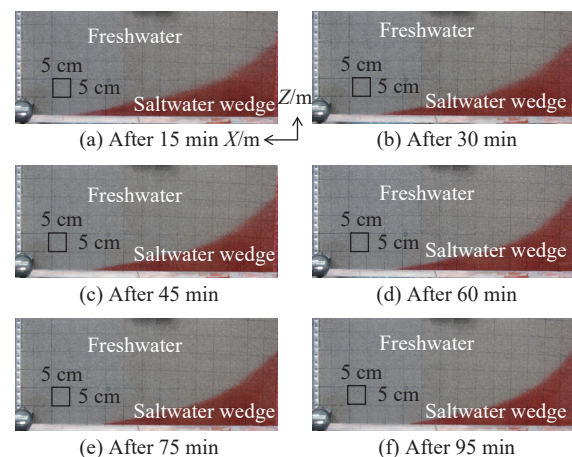 Freshwater
5 cm
5 cm
Saltwater wedge
Z/m
(a) After 15 min X/m
Freshwater
5 cm
5 cm
Saltwater wedge
(b) After 30 min
Freshwater
5 cm
5 cm
Saltwater wedge
(c) After 45 min
Freshwater
5 cm
5 cm
Saltwater wedge
(d) After 60 min
Freshwater
5 cm
5 cm
Saltwater wedge
(e) After 75 min
Freshwater
5 cm
5 cm
Saltwater wedge
(f) After 95 min